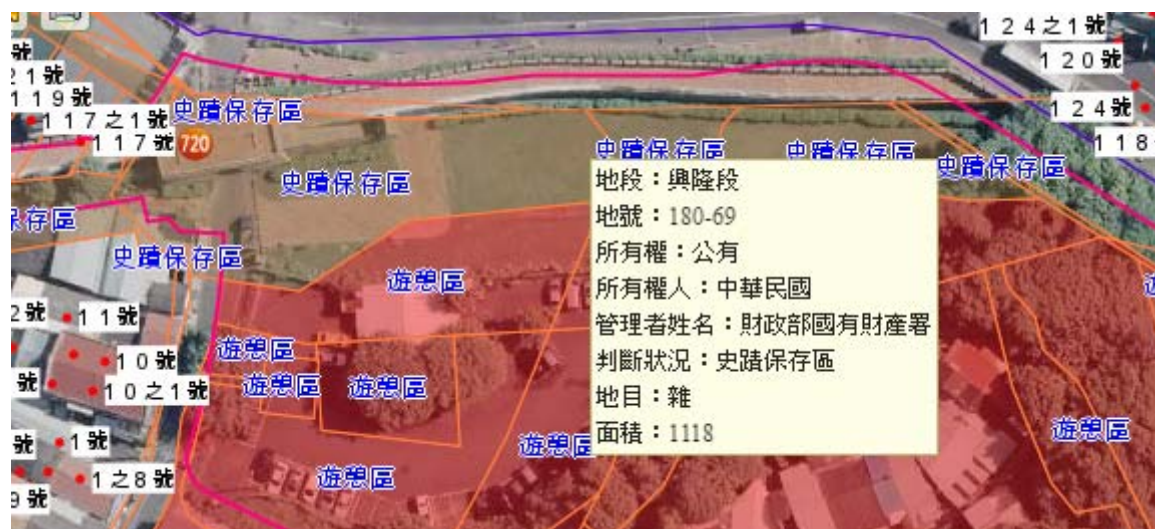 124之1號
號
120號
21號
119號
史蹟保存區
117之1號
124號
117號
720
118
史蹟保存區
史蹟保存區
史蹟保存區
史蹟保存區
地段：興隆段
地號：180-69
保存區
所有權：公有
史蹟保存區
遊憩區
所有權人：中華民國
2號
11號
管理者姓名：財政部國有財產署
遊憩區
10號
判斷狀況：史蹟保存區
號
10之1號
遊憩區
遊憩區
地目：雜
面積：1118
遊憩區
遊憩區
號
1號
遊憩區
1之8號
9號